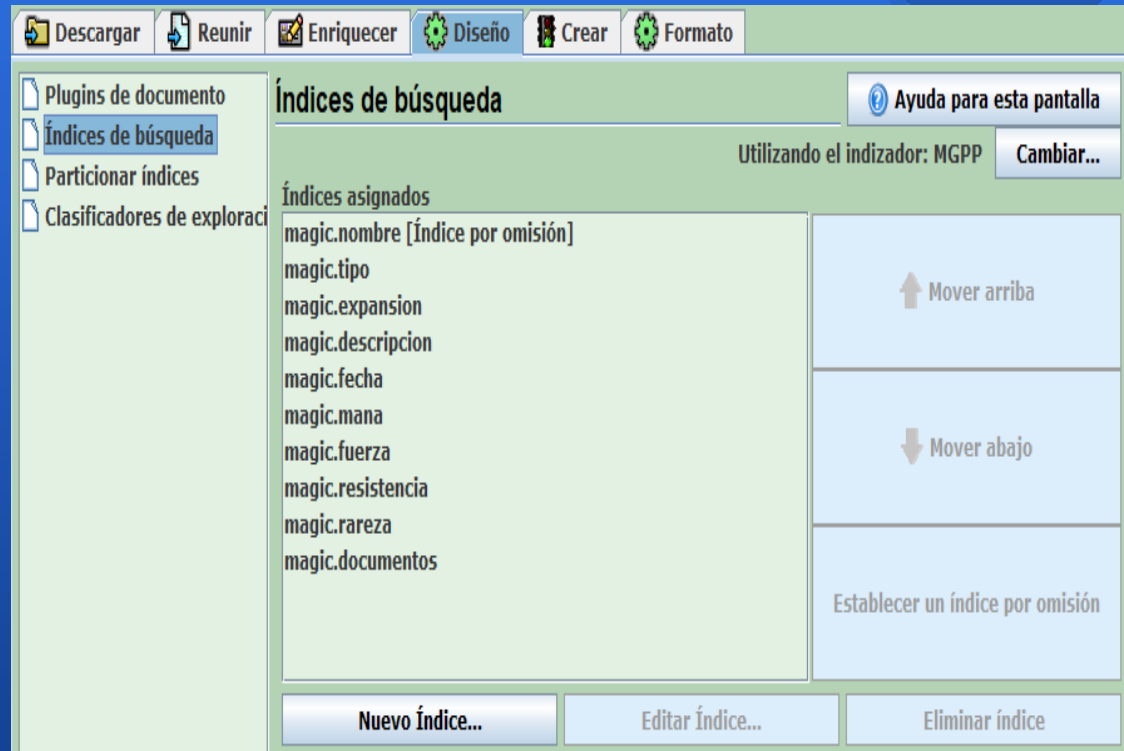 Descargar Reunir Enriquecer Diseño Crear Formato
Plugins de documento
Índices de búsqueda
Particionar índices
Clasificadores de exploraci
Índices de búsqueda
Ayuda para esta pantalla
Utilizando el indizador: MGPP Cambiar...
Índices asignados
magic.nombre [Índice por omisión]
magic.tipo
magic.expansion
magic.descripcion
magic.fecha
magic.mana
magic.fuerza
magic.resistencia
magic.rareza
magic.documentos
Mover arriba
Mover abajo
Establecer un índice por omisión
Nuevo Índice... Editar Índice... Eliminar índice